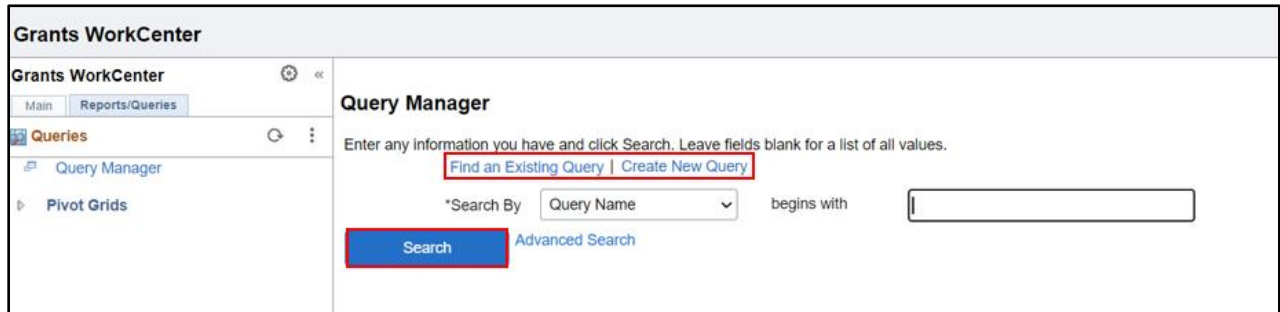 Grants WorkCenter
Grants WorkCenter
Main Reports/Queries
Queries
Query Manager
Pivot Grids
Query Manager
Enter any information you have and click Search. Leave fields blank for a list of all values.
Find an Existing Query | Create New Query
*Search By Query Name begins with
Search Advanced Search